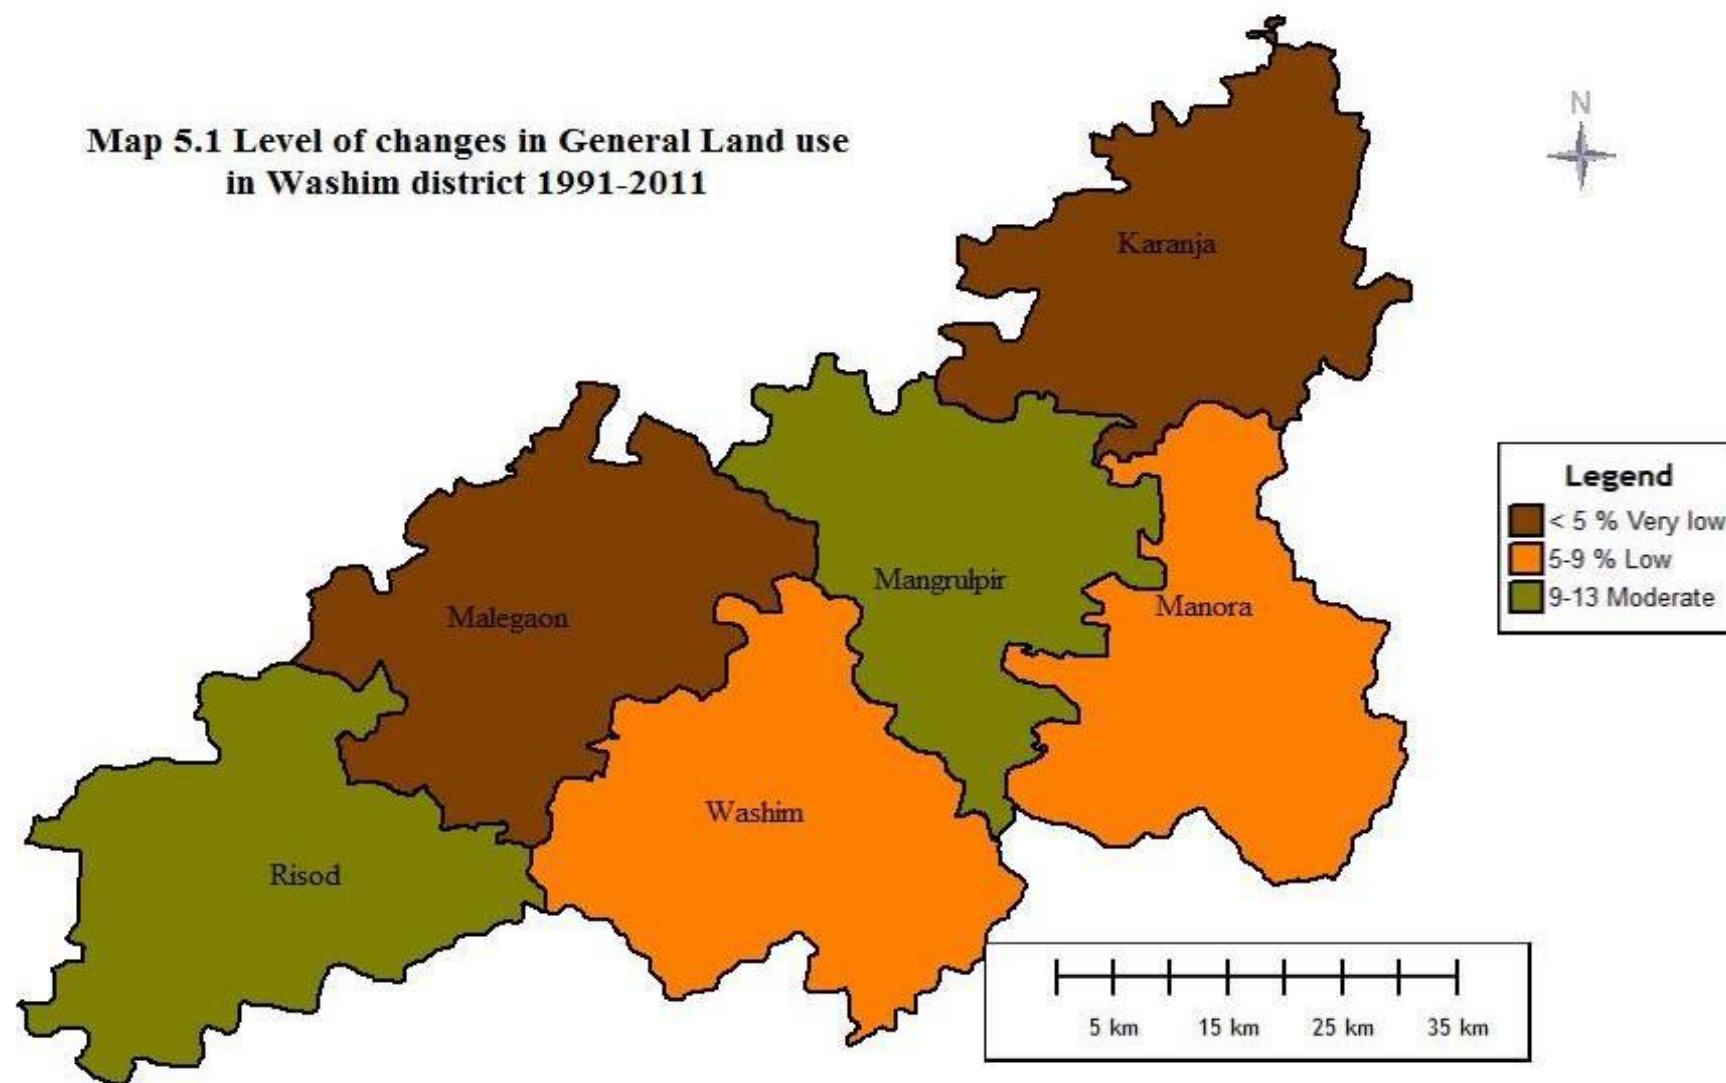 Map 5.1 Level of changes in General Land use
in Washim district 1991-2011
N
Karanja
Legend
< 5 % Very low
5-9 % Low
9-13 Moderate
Mangrulpir
Manora
Malegaon
Washim
Risod
5 km 15 km 25 km 35 km